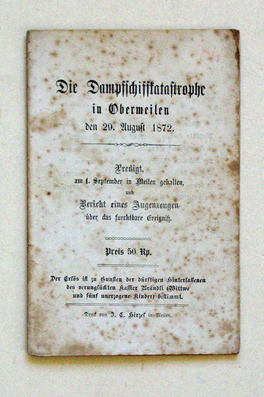 Die Dampfschiffkatastrophe
in Obermeilen
den 29. August 1872.
Predigt,
am 1. September in Meilen gehalten,
und
Bericht eines Augenzeugen
über das furchtbare Ereigniß.
Preis 50 Rp.
Der Erlös ist zu Gunsten der dürftigen Hinterlassenen
des verunglückten Kassier Brändli (Wittwe
und fünf unerzogene Kinder) bestimmt.
Druck von J. C. Hirzel in Meilen.